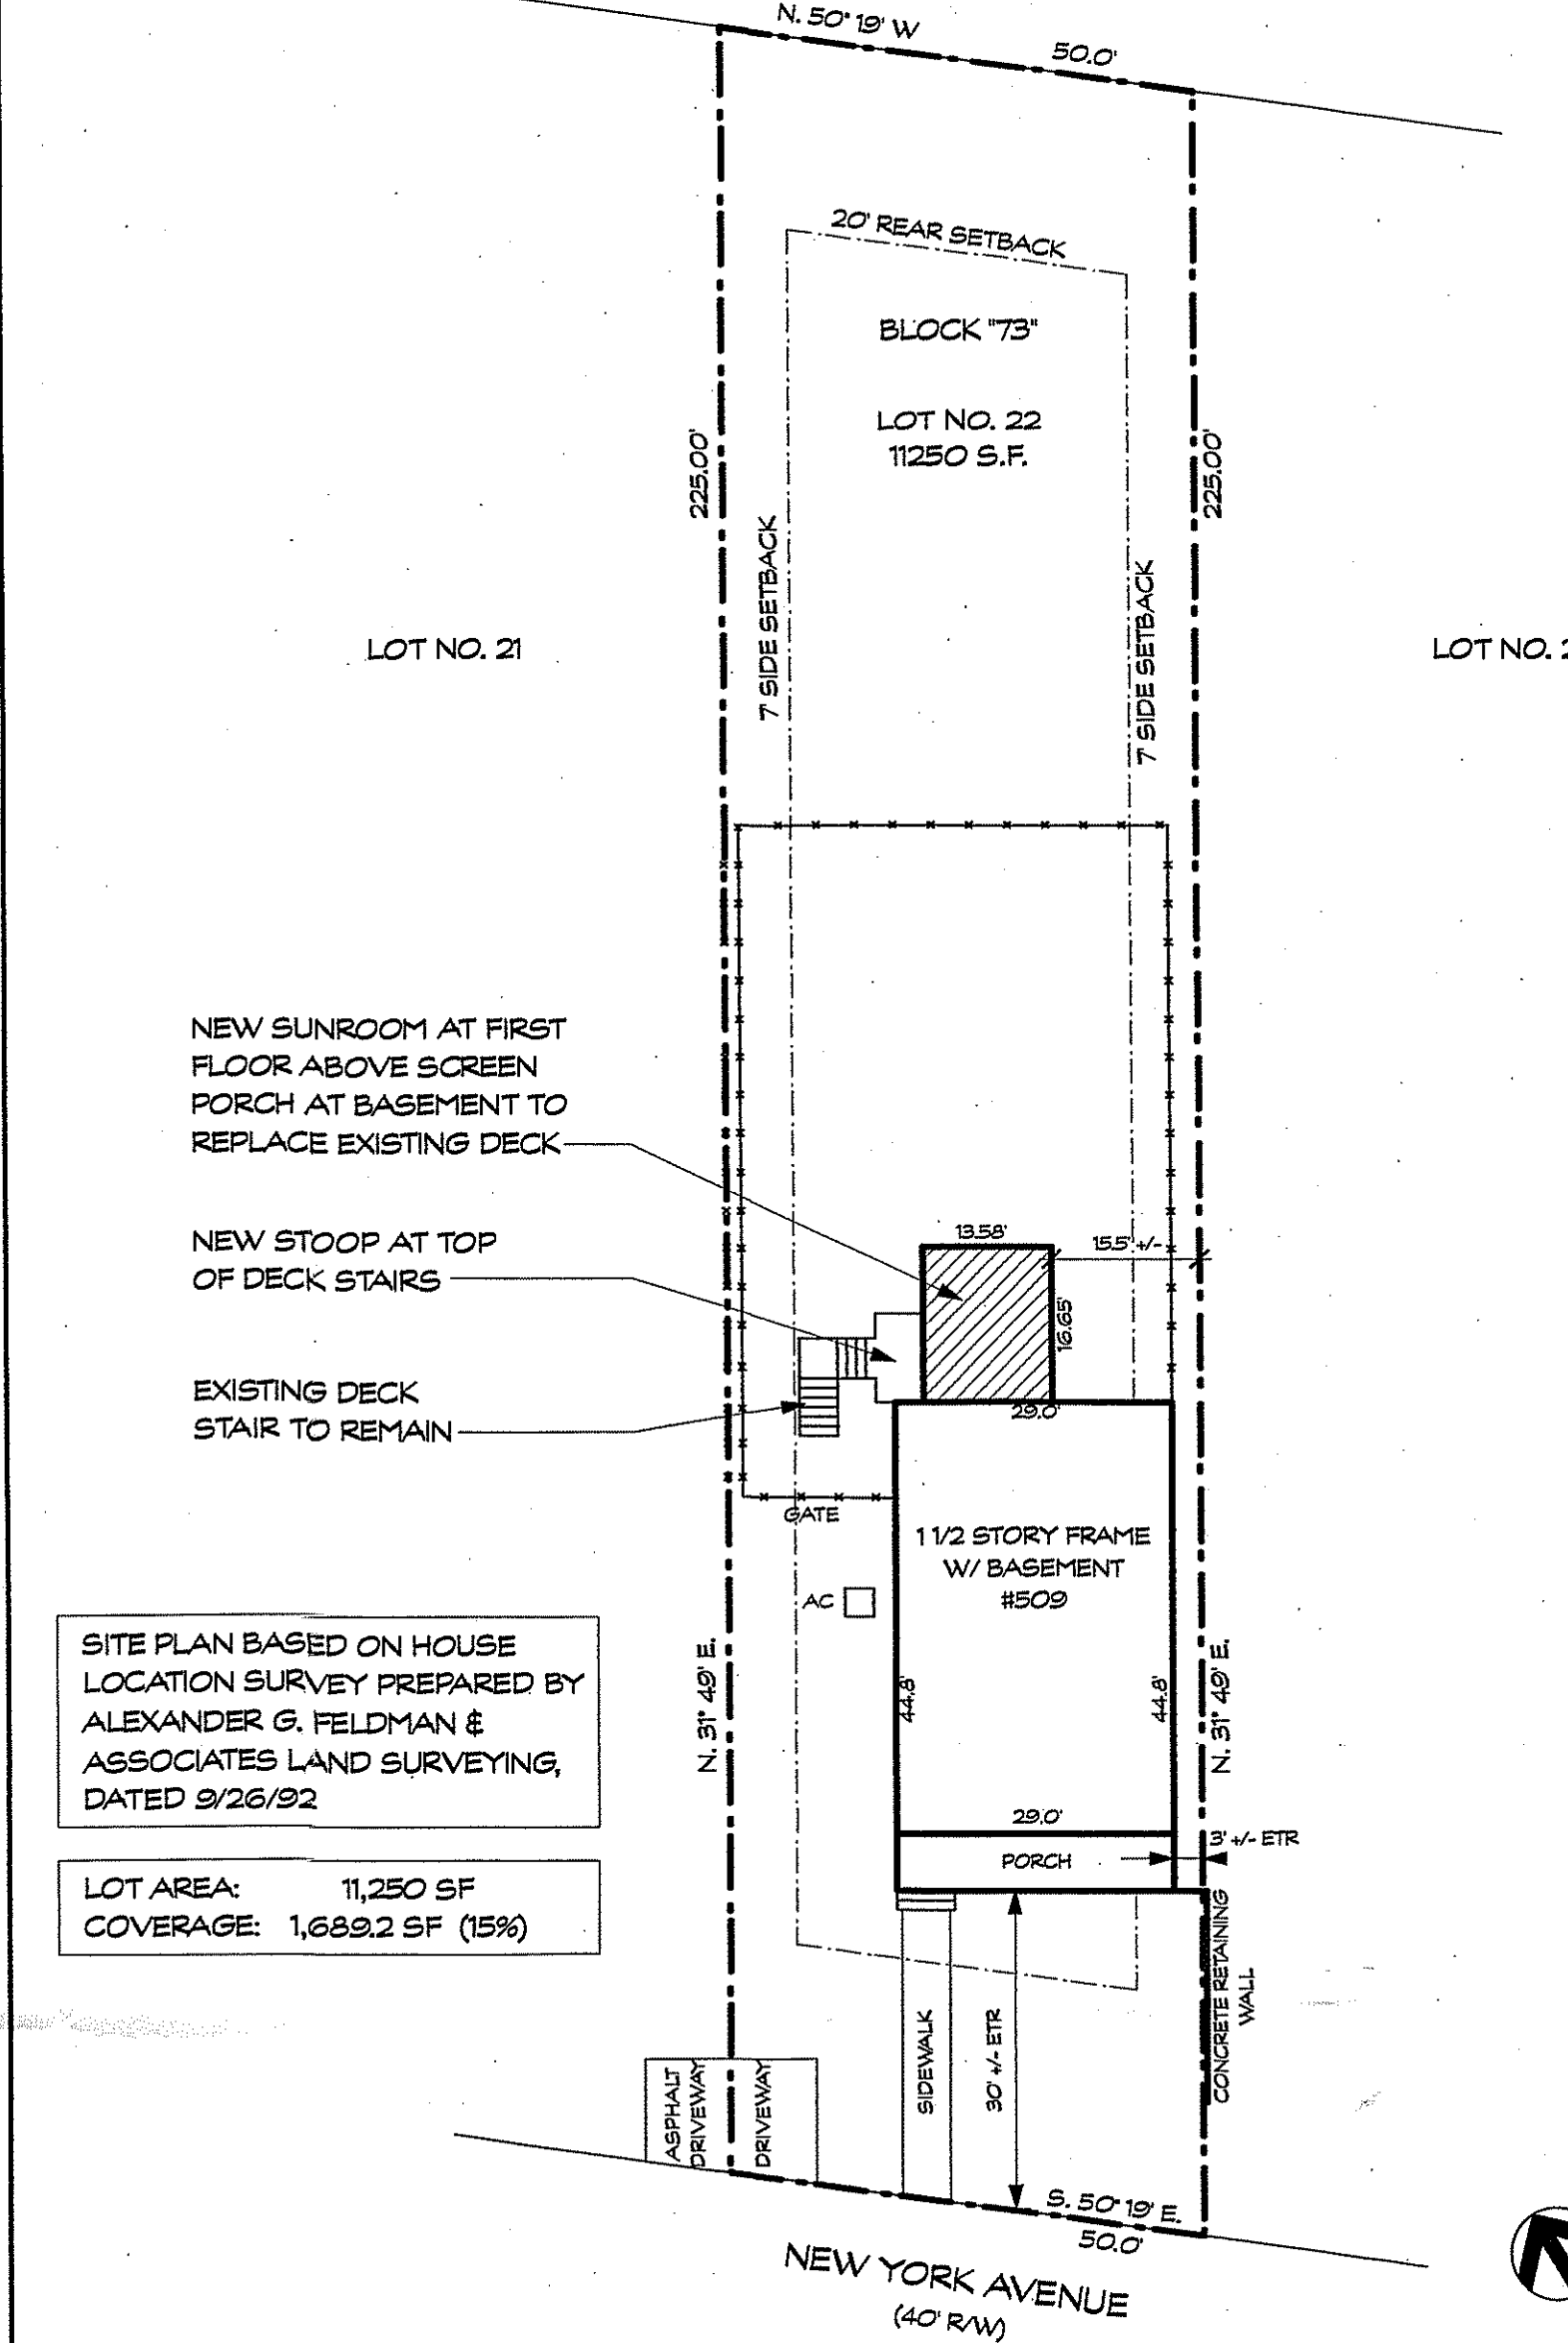 N. 50° 19' W
50.0'
20' REAR SETBACK
BLOCK "73"
LOT NO. 22
11250 S.F.
225.00'
225.00'
7' SIDE SETBACK
7' SIDE SETBACK
LOT NO. 21
LOT NO.
NEW SUNROOM AT FIRST
FLOOR ABOVE SCREEN
PORCH AT BASEMENT TO
REPLACE EXISTING DECK
13.58'
15.5' +/-
16.65'
NEW STOOP AT TOP
OF DECK STAIRS
EXISTING DECK
STAIR TO REMAIN
29.0'
GATE
1 1/2 STORY FRAME
W/ BASEMENT
#509
AC
SITE PLAN BASED ON HOUSE
LOCATION SURVEY PREPARED BY
ALEXANDER G. FELDMAN &
ASSOCIATES LAND SURVEYING,
DATED 9/26/92
N. 31° 49' E.
44.8'
44.8'
N. 31° 49' E.
29.0'
PORCH
3' +/- ETR
LOT AREA: 11,250 SF
COVERAGE: 1,689.2 SF (15%)
CONCRETE RETAINING
WALL
SIDEWALK
30' +/- ETR
ASPHALT
DRIVEWAY
DRIVEWAY
S. 50° 19' E.
50.0'
NEW YORK AVENUE
(40' R/W)